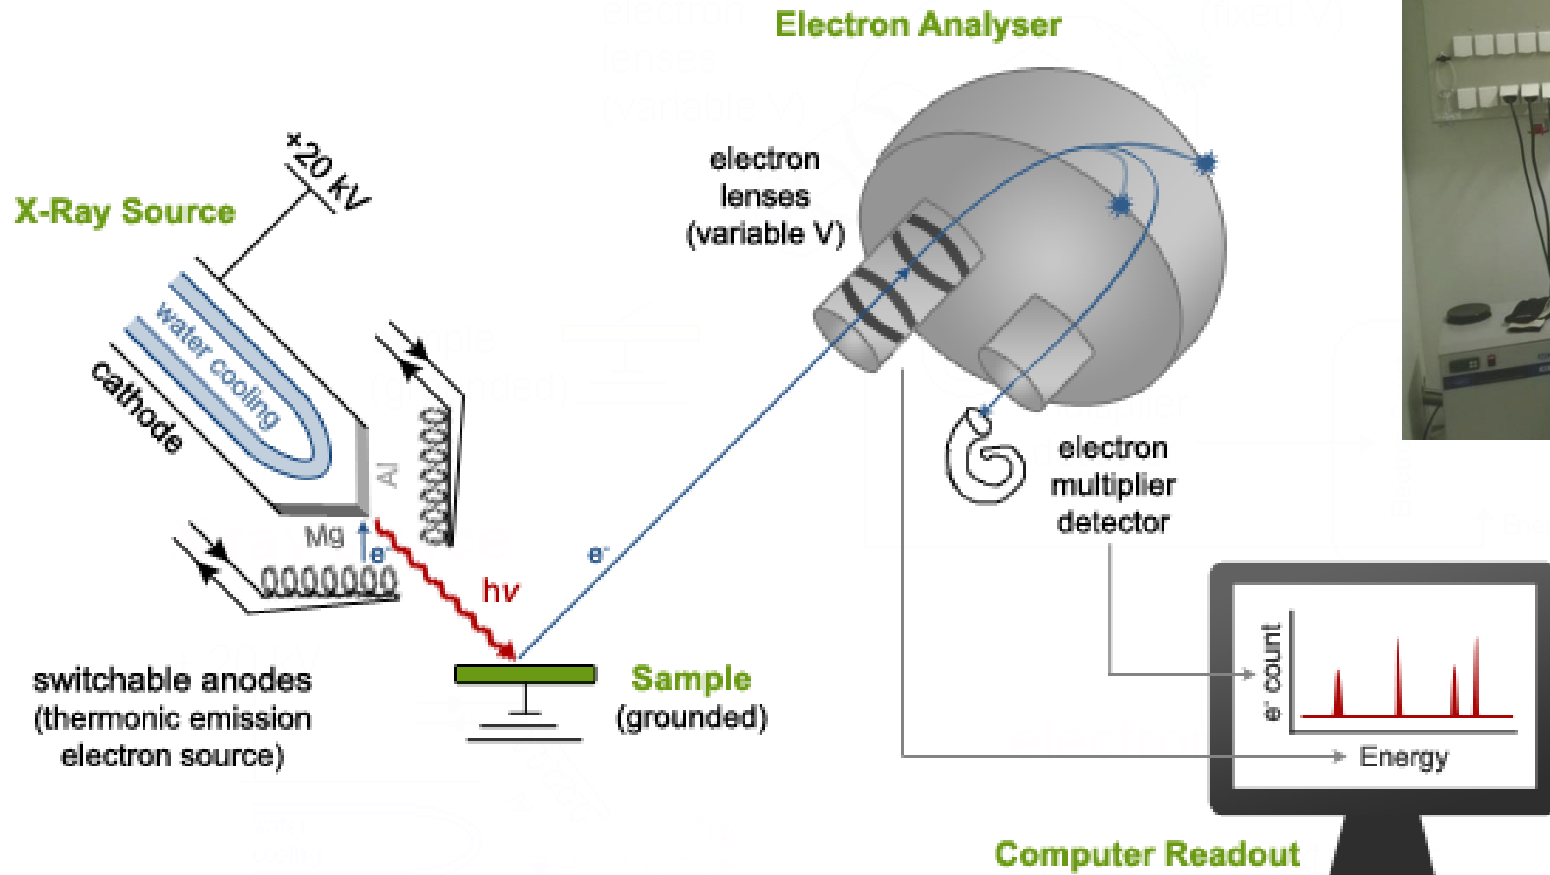 Electron Analyser
+20 kV
X-Ray Source
water cooling
cathode
Al
Mg
e-
hν
e-
electron
lenses
(variable V)
electron
multiplier
detector
switchable anodes
(thermonic emission
electron source)
Sample
(grounded)
e- count
Energy
Computer Readout